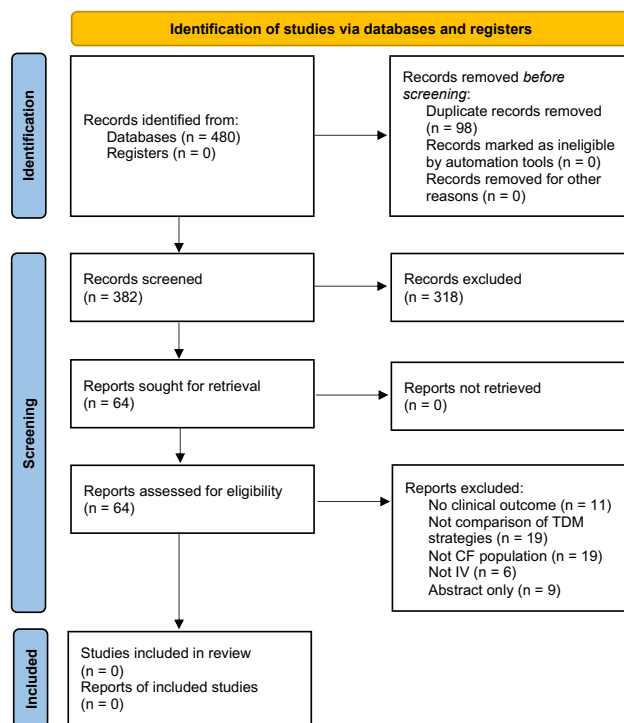 Identification of studies via databases and registers
Identification
Records identified from:
Databases (n = 480)
Registers (n = 0)
Records removed before
screening:
Duplicate records removed
(n = 98)
Records marked as ineligible
by automation tools (n = 0)
Records removed for other
reasons (n = 0)
Screening
Records screened
(n = 382)
Records excluded
(n = 318)
Reports sought for retrieval
(n = 64)
Reports not retrieved
(n = 0)
Reports assessed for eligibility
(n = 64)
Reports excluded:
No clinical outcome (n = 11)
Not comparison of TDM
strategies (n = 19)
Not CF population (n = 19)
Not IV (n = 6)
Abstract only (n = 9)
Included
Studies included in review
(n = 0)
Reports of included studies
(n = 0)